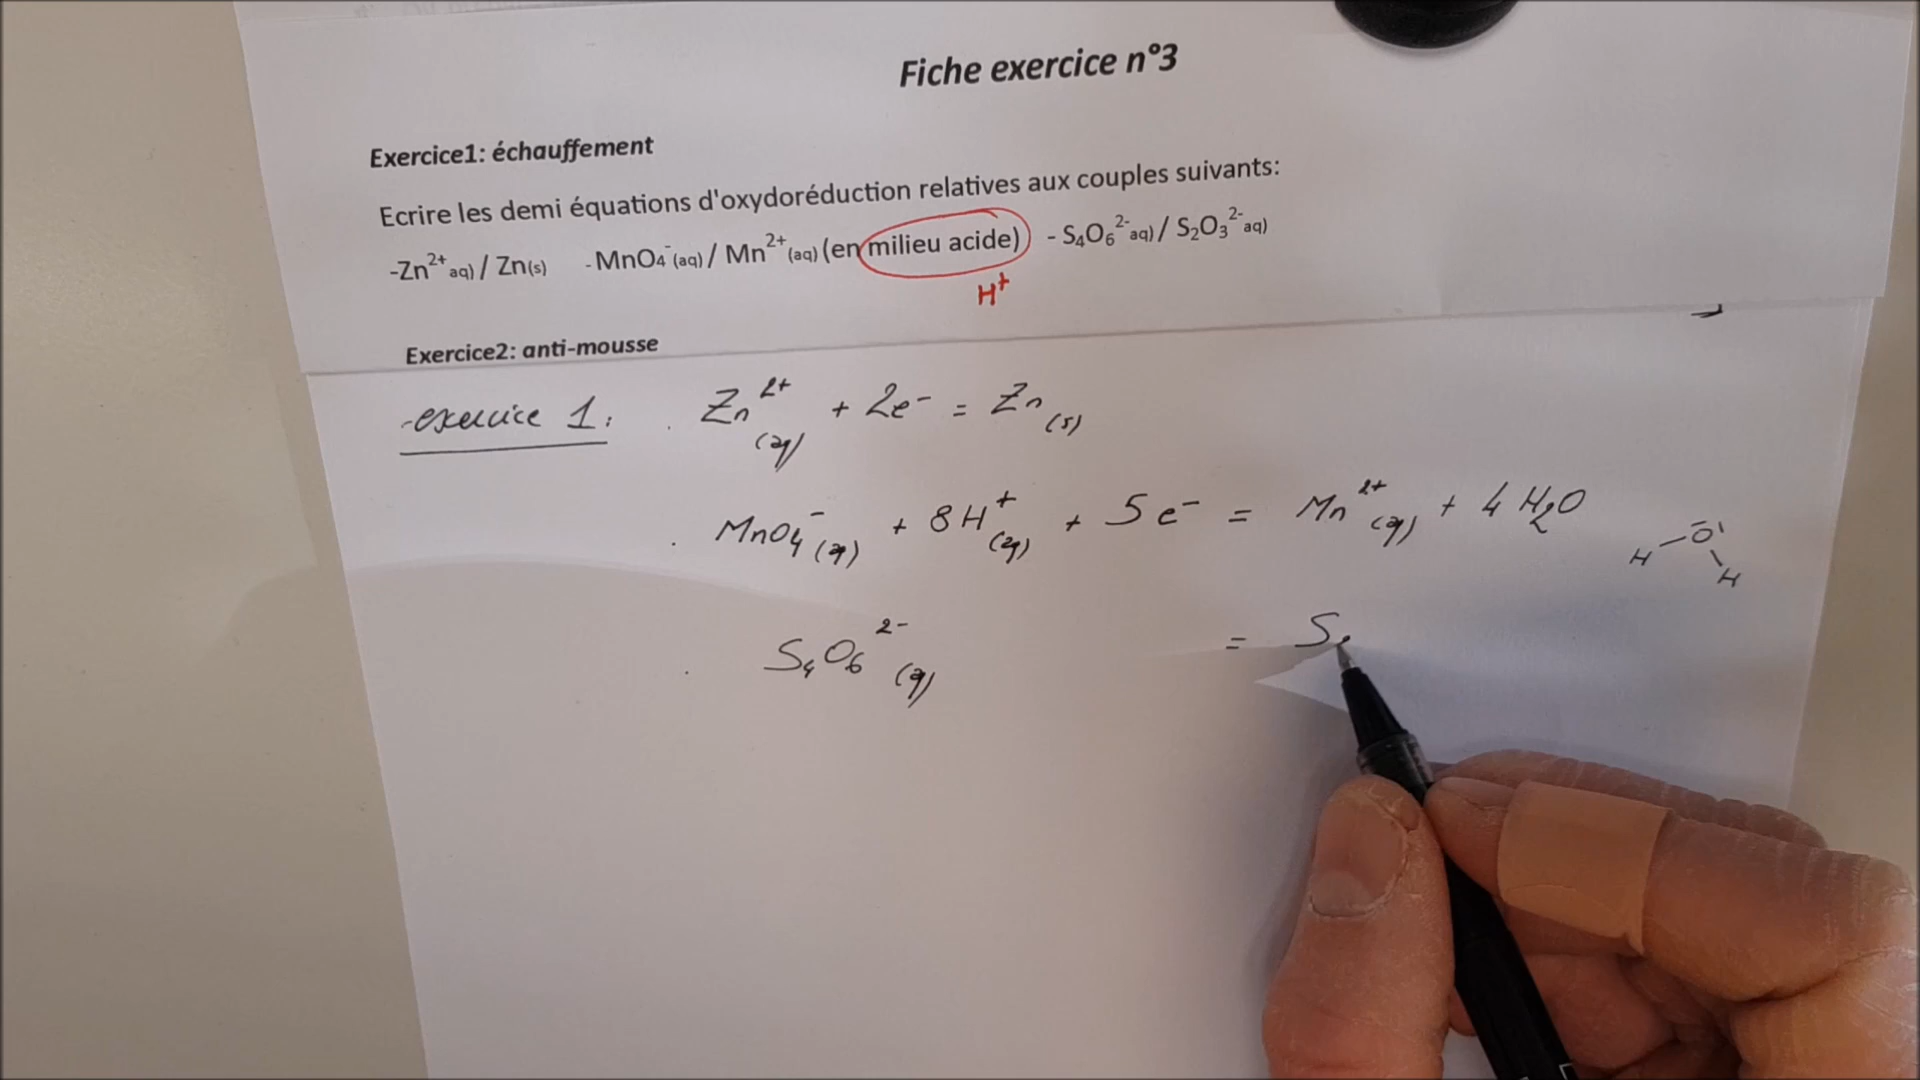 Fiche exercice n°3
Exercice1: échauffement
Ecrire les demi équations d'oxydoréduction relatives aux couples suivants:
-Zn²⁺aq) / Zn(s) - MnO₄⁻(aq) / Mn²⁺(aq) (en milieu acide) - S₄O₆²⁻aq) / S₂O₃²⁻aq)
H⁺
Exercice2: anti-mousse
-exercice 1: . Zn²⁺(aq) + 2e⁻ = Zn(s)
. MnO₄⁻(aq) + 8H⁺(aq) + 5e⁻ = Mn²⁺(aq) + 4H₂O
H O H
. S₄O₆²⁻(aq) = S